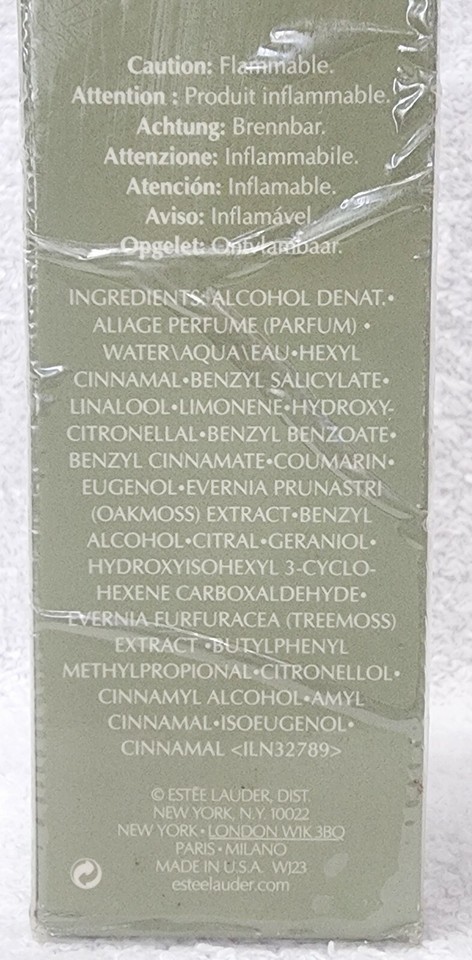 Caution: Flammable.
Attention : Produit inflammable.
Achtung: Brennbar.
Attenzione: Inflammabile.
Atención: Inflamable.
Aviso: Inflamável.
Opgelet: Ontvlambaar.
INGREDIENTS: ALCOHOL DENAT.•
ALIAGE PERFUME (PARFUM) •
WATER\AQUA\EAU•HEXYL
CINNAMAL•BENZYL SALICYLATE•
LINALOOL•LIMONENE•HYDROXY-
CITRONELLAL•BENZYL BENZOATE•
BENZYL CINNAMATE•COUMARIN•
EUGENOL•EVERNIA PRUNASTRI
(OAKMOSS) EXTRACT•BENZYL
ALCOHOL•CITRAL•GERANIOL•
HYDROXYISOHEXYL 3-CYCLO-
HEXENE CARBOXALDEHYDE•
EVERNIA FURFURACEA (TREEMOSS)
EXTRACT •BUTYLPHENYL
METHYLPROPIONAL•CITRONELLOL•
CINNAMYL ALCOHOL•AMYL
CINNAMAL•ISOEUGENOL•
CINNAMAL <ILN32789>
© ESTĒE LAUDER, DIST.
NEW YORK, N.Y. 10022
NEW YORK • LONDON W1K 3BQ
PARIS • MILANO
MADE IN U.S.A. WJ23
esteelauder.com